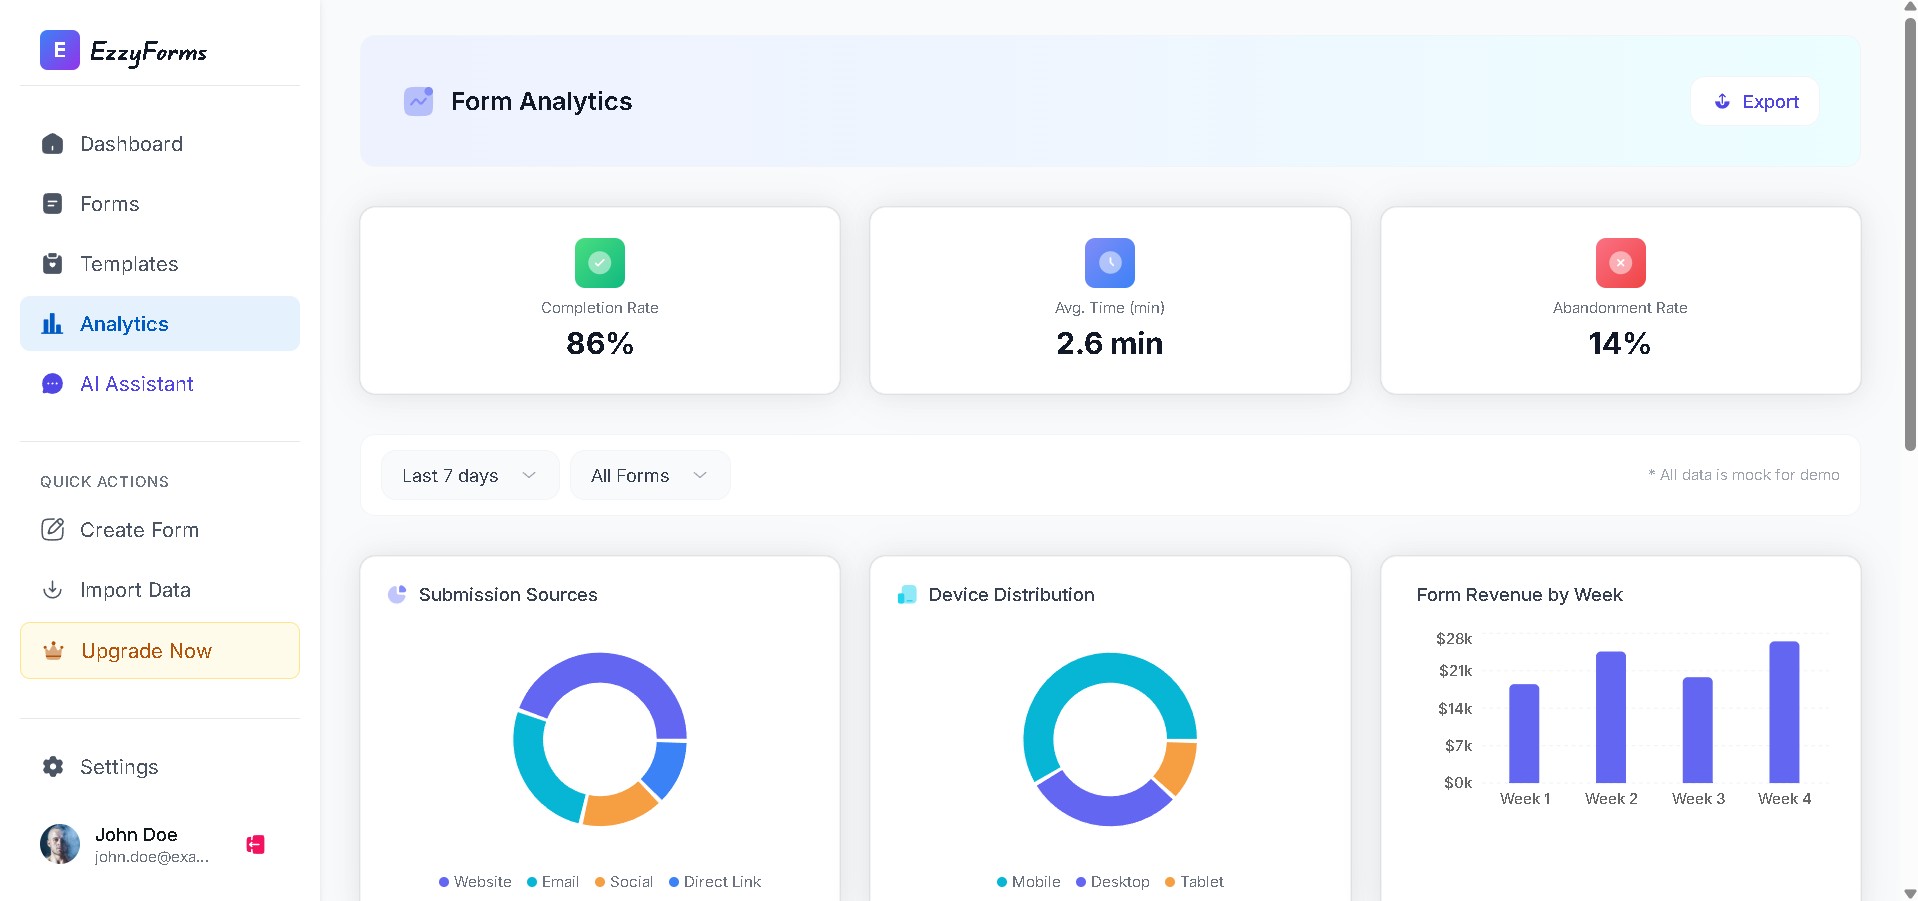 E EzzyForms
Dashboard
Forms
Templates
Analytics
AI Assistant
QUICK ACTIONS
Create Form
Import Data
Upgrade Now
Settings
John Doe
john.doe@exa...
Form Analytics
Export
Completion Rate
86%
Avg. Time (min)
2.6 min
Abandonment Rate
14%
Last 7 days
All Forms
* All data is mock for demo
Submission Sources
Website Email Social Direct Link
Device Distribution
Mobile Desktop Tablet
Form Revenue by Week
$28k
$21k
$14k
$7k
$0k
Week 1 Week 2 Week 3 Week 4